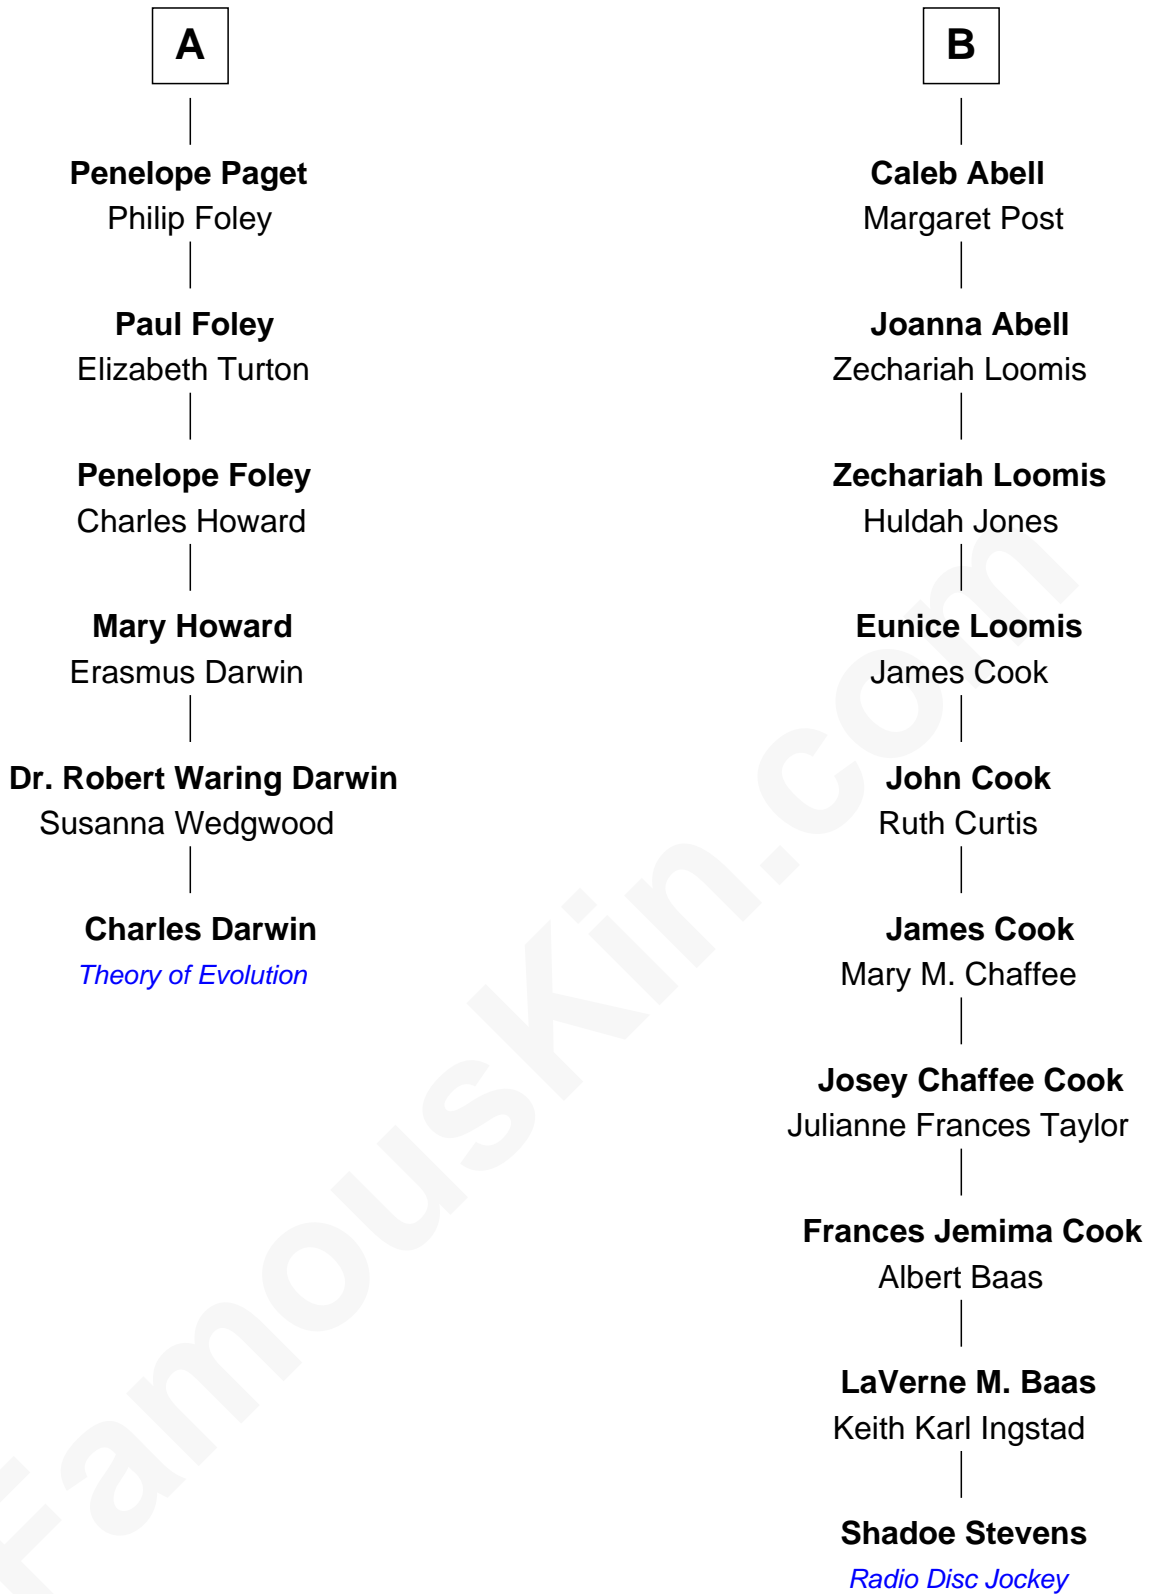 A
Penelope Paget
Philip Foley
Paul Foley
Elizabeth Turton
Penelope Foley
Charles Howard
Mary Howard
Erasmus Darwin
Dr. Robert Waring Darwin
Susanna Wedgwood
Charles Darwin
Theory of Evolution
B
Caleb Abell
Margaret Post
Joanna Abell
Zechariah Loomis
Zechariah Loomis
Huldah Jones
Eunice Loomis
James Cook
John Cook
Ruth Curtis
James Cook
Mary M. Chaffee
Josey Chaffee Cook
Julianne Frances Taylor
Frances Jemima Cook
Albert Baas
LaVerne M. Baas
Keith Karl Ingstad
Shadoe Stevens
Radio Disc Jockey
FamousKin.com